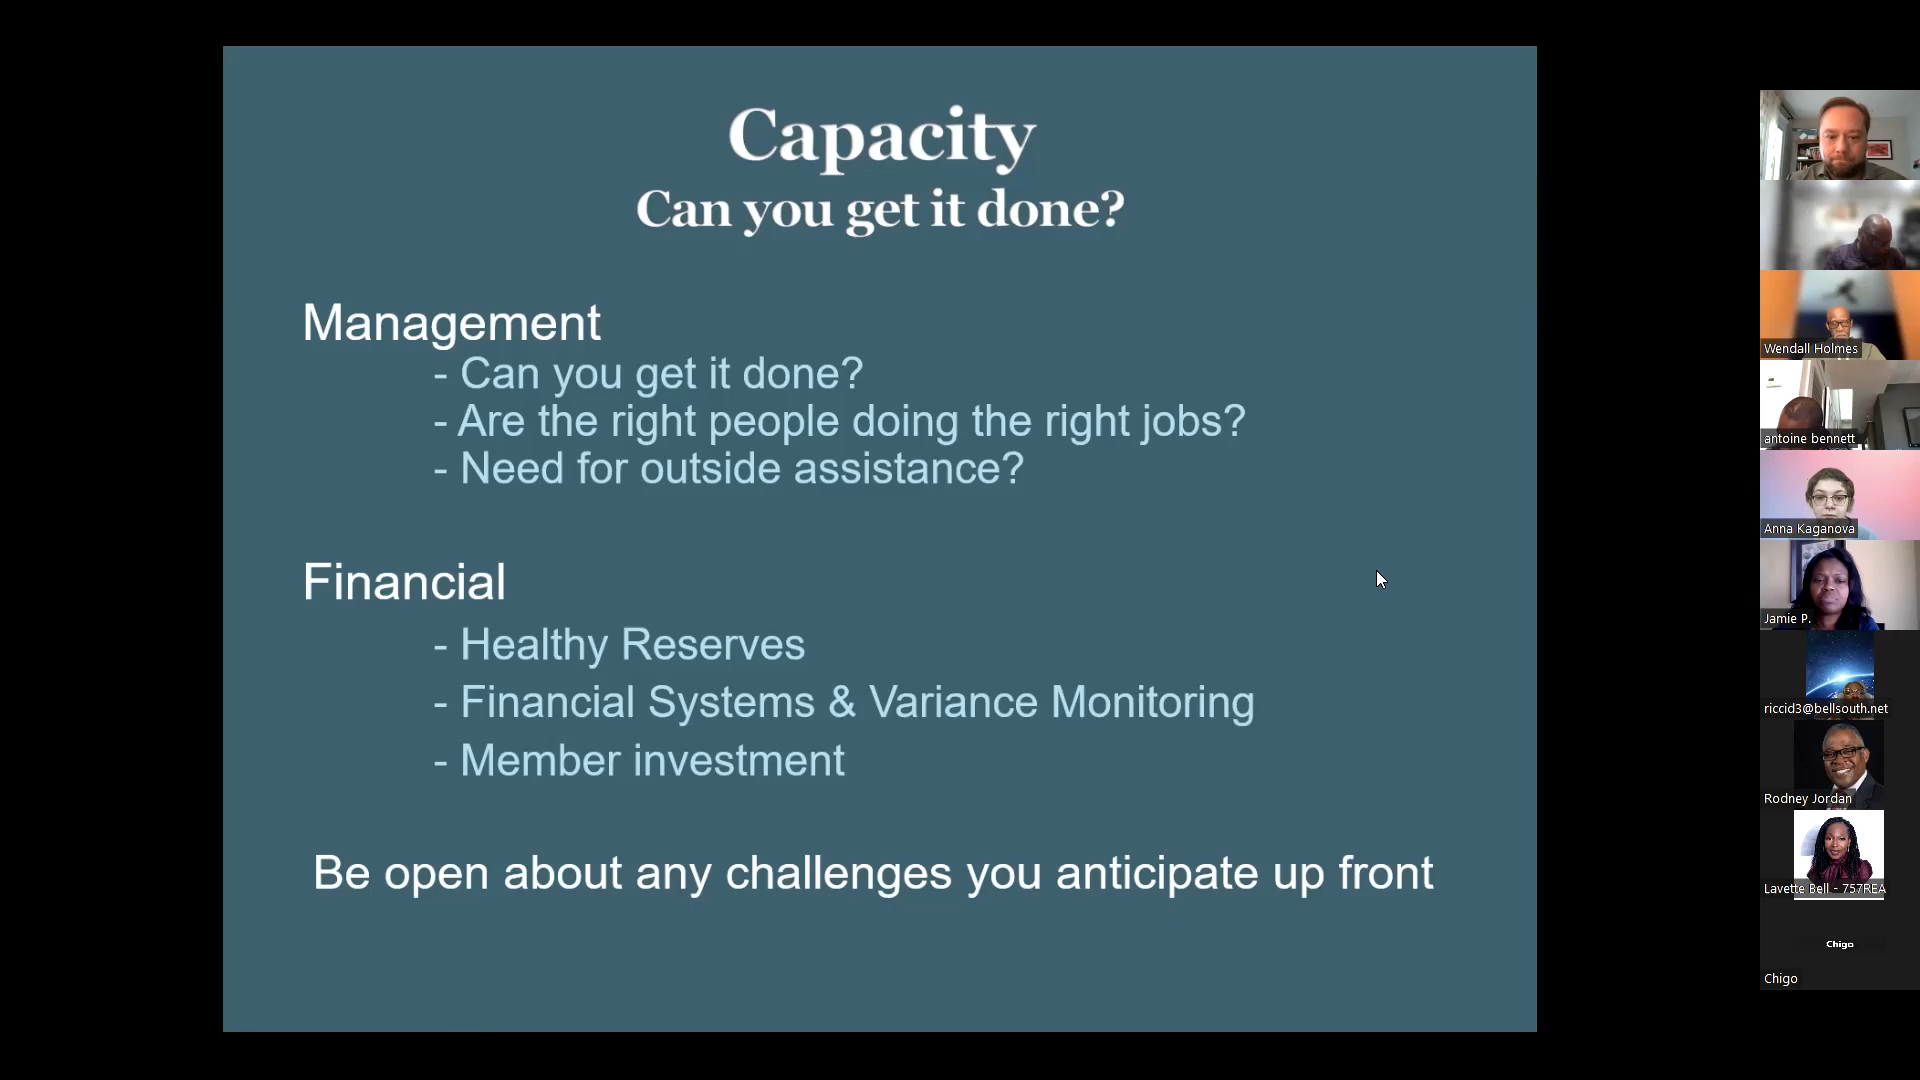 Capacity
Can you get it done?
Management
- Can you get it done?
- Are the right people doing the right jobs?
- Need for outside assistance?
Financial
- Healthy Reserves
- Financial Systems & Variance Monitoring
- Member investment
Be open about any challenges you anticipate up front
Wendall Holmes
antoine bennett
Anna Kaganova
Jamie P.
riccid3@bellsouth.net
Rodney Jordan
Lavette Bell - 757REA
Chigo
Chigo